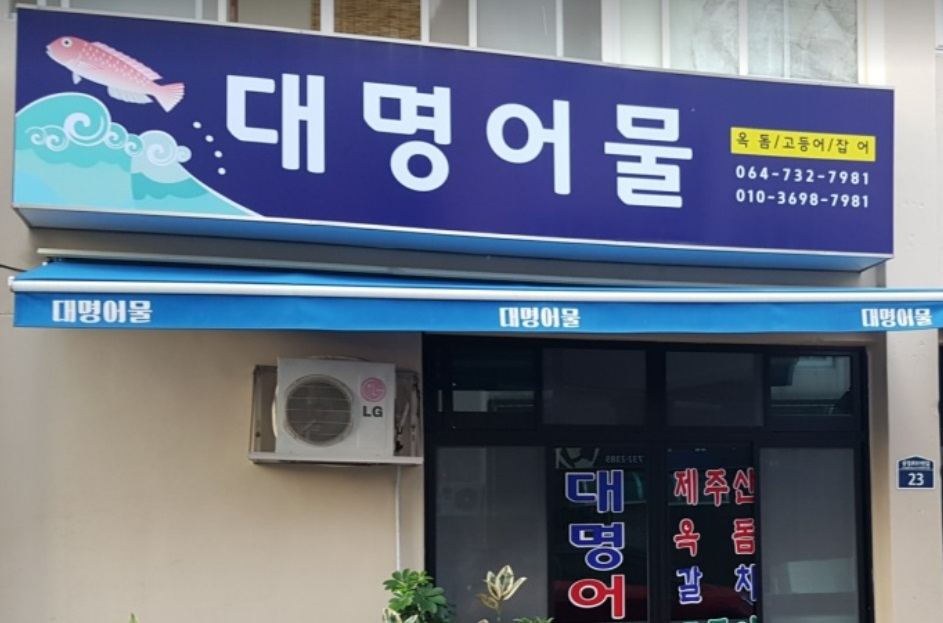 대명어물
옥돔/고등어/잡어
064-732-7981
010-3698-7981
대명어물
대명어물
대명어물
LG
대명어
제주산
옥돔
갈치
23